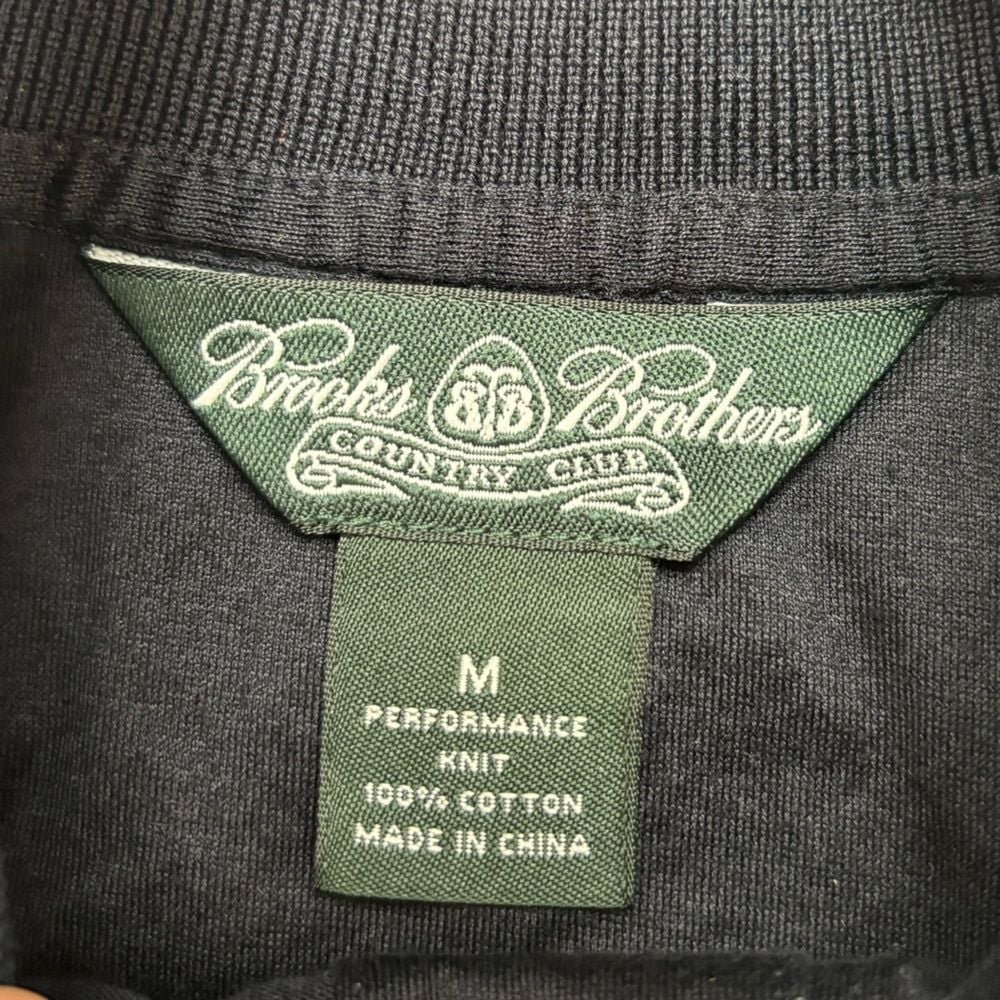 Brooks BB Brothers
COUNTRY CLUB
M
PERFORMANCE
KNIT
100% COTTON
MADE IN CHINA